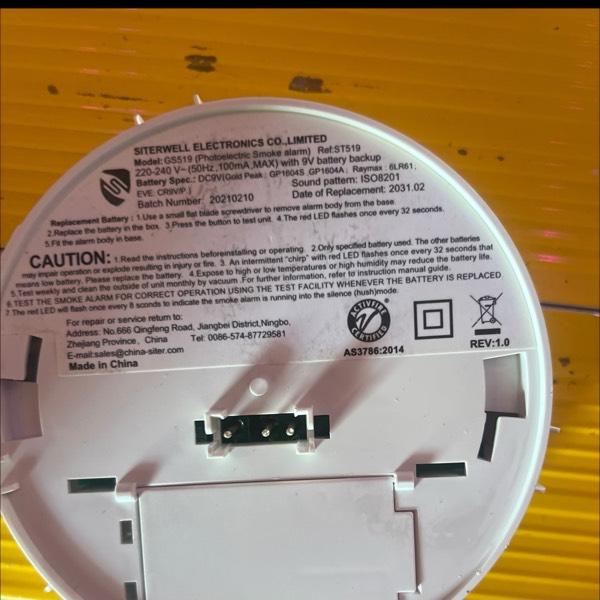 SITERWELL ELECTRONICS CO.,LIMITED
Model: GS519 (Photoelectric Smoke alarm) Ref:ST519
220-240 V~(50Hz,100mA,MAX) with 9V battery backup
Battery Spec.: DC9V(Gold Peak: GP1604S, GP1604A; Raymax: 6LR61;
EVE: CR9V/P)
Sound pattern: ISO8201
Batch Number: 20210210
Date of Replacement: 2031.02
Replacement Battery: 1.Use a small flat blade screwdriver to remove alarm body from base.
2.Replace the battery in the box 3.Press the button to test unit. 4.The red LED flashes once every 32 seconds.
5.Fit the alarm body in base.
CAUTION: 1.Read the instructions beforeinstalling or operating. 2.Only specified battery used. The other batteries
may impair operation or explode resulting in injury or fire. 3. An intermittent "chirp" with red LED flash once every 32 seconds that
means low battery. Please replace the battery. 4.Expose to high or low temperatures or high humidity may reduce the battery life.
5.Test weekly and clean the outside of unit monthly by vacuum .For further information, refer to instruction manual guide.
6.TEST THE SMOKE ALARM FOR CORRECT OPERATION USING THE TEST FACILITY WHENEVER THE BATTERY IS REPLACED
7.The red LED will flash once every 8 seconds to indicate the smoke alarm is running into the silence (hush)mode.
For repair or service return to:
Address: No.666 Qingfeng Road, Jiangbei District,Ningbo,
Zhejiang Province, China Tel: 0086-574-87729581
E-mail:sales@china-siter.com
Made in China
ACTIVFIRE
CERTIFIED
AS3786:2014
REV:1.0